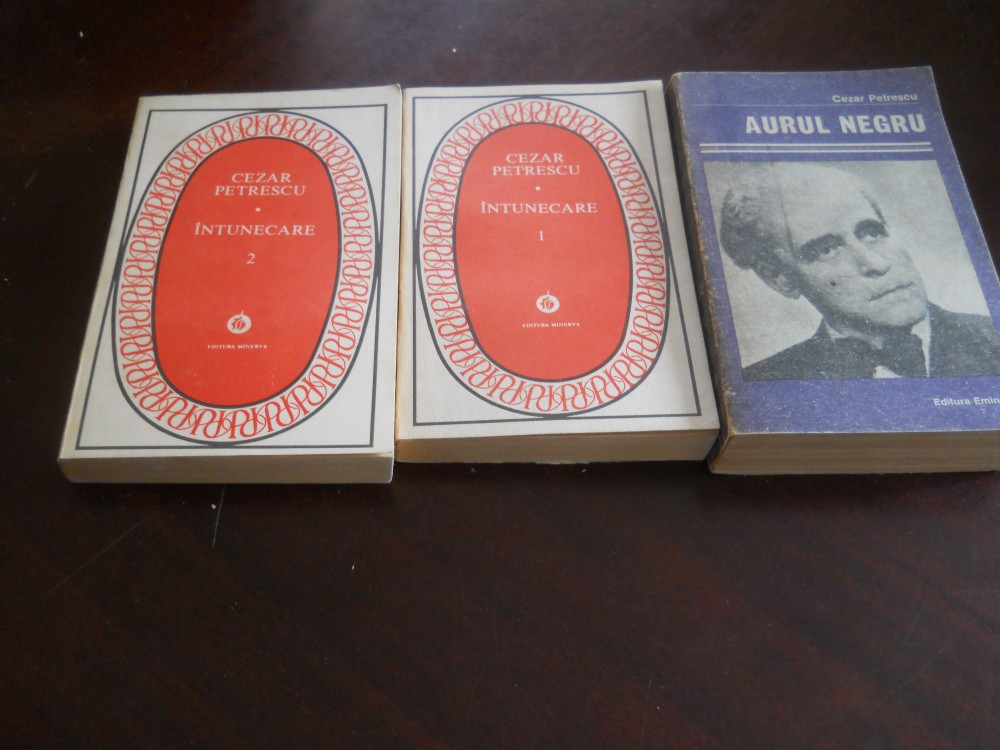 CEZAR
PETRESCU
•
ÎNTUNECARE
2
EDITURA MINERVA
CEZAR
PETRESCU
•
ÎNTUNECARE
1
EDITURA MINERVA
Cezar Petrescu
AURUL NEGRU
Editura Emin